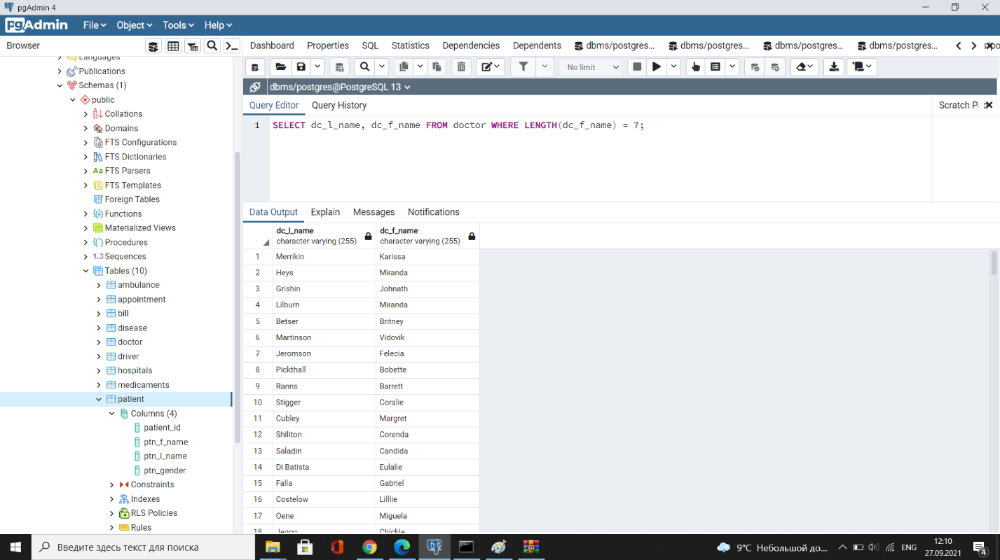 pgAdmin 4
pgAdmin File Object Tools Help
Browser
Dashboard Properties SQL Statistics Dependencies Dependents dbms/postgres... dbms/postgres... dbms/postgres... dbms/postgres...
No limit
dbms/postgres@PostgreSQL 13
Query Editor Query History
Scratch P
1 SELECT dc_l_name, dc_f_name FROM doctor WHERE LENGTH(dc_f_name) = 7;
Languages
Publications
Schemas (1)
public
Collations
Domains
FTS Configurations
FTS Dictionaries
Aa FTS Parsers
FTS Templates
Foreign Tables
Functions
Materialized Views
Procedures
1..3 Sequences
Tables (10)
ambulance
appointment
bill
disease
doctor
driver
hospitals
medicaments
patient
Columns (4)
patient_id
ptn_f_name
ptn_l_name
ptn_gender
Constraints
Indexes
RLS Policies
Rules
Data Output Explain Messages Notifications
dc_l_name dc_f_name
character varying (255) character varying (255)
1 Merrikin Karissa
2 Heys Miranda
3 Grishin Johnath
4 Lilburn Miranda
5 Betser Britney
6 Martinson Vidovik
7 Jeromson Felecia
8 Pickthall Bobette
9 Ranns Barrett
10 Stigger Coralie
11 Cubley Margret
12 Shiliton Corenda
13 Saladin Candida
14 Di Batista Eulalie
15 Falla Gabriel
16 Costelow Lilllie
17 Oene Miguela
18 Jeggo Chickie
Введите здесь текст для поиска
9°C Небольшой до...
ENG
12:10
27.09.2021
4